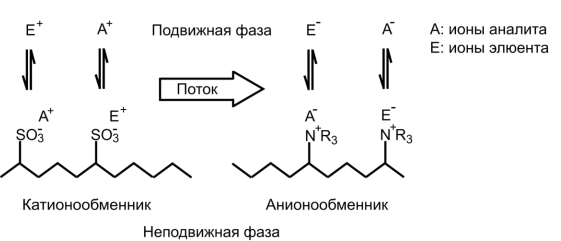 E⁺ A⁺ Подвижная фаза E⁻ A⁻ A: ионы аналита
E: ионы элюента
Поток
A⁺ E⁺ A⁻ E⁻
SO₃⁻ SO₃⁻ N⁺R₃ N⁺R₃
Катионообменник Анионообменник
Неподвижная фаза